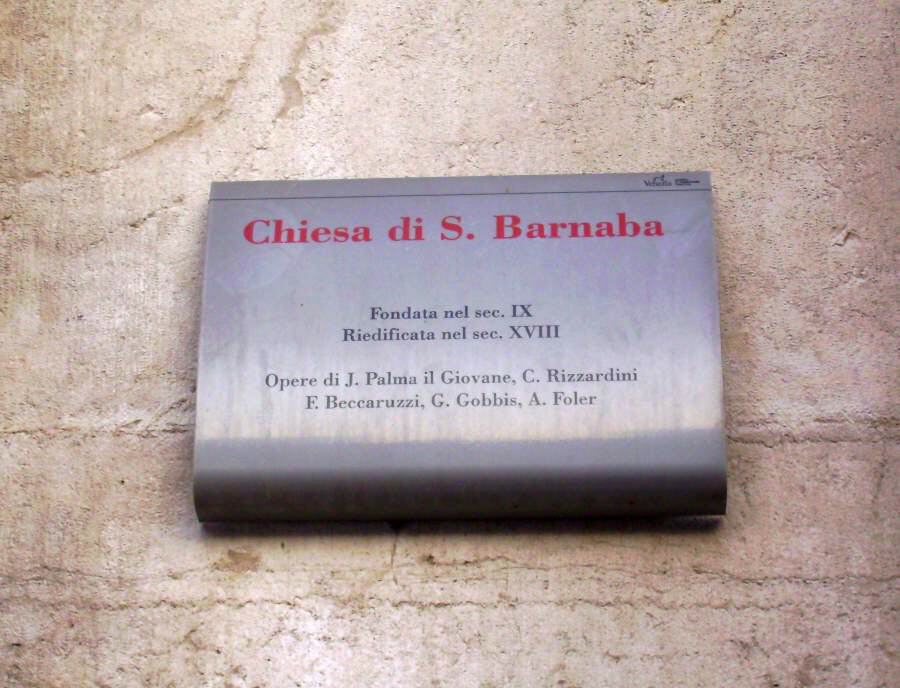 Venezia
Chiesa di S. Barnaba
Fondata nel sec. IX
Riedificata nel sec. XVIII
Opere di J. Palma il Giovane, C. Rizzardini
F. Beccaruzzi, G. Gobbis, A. Foler